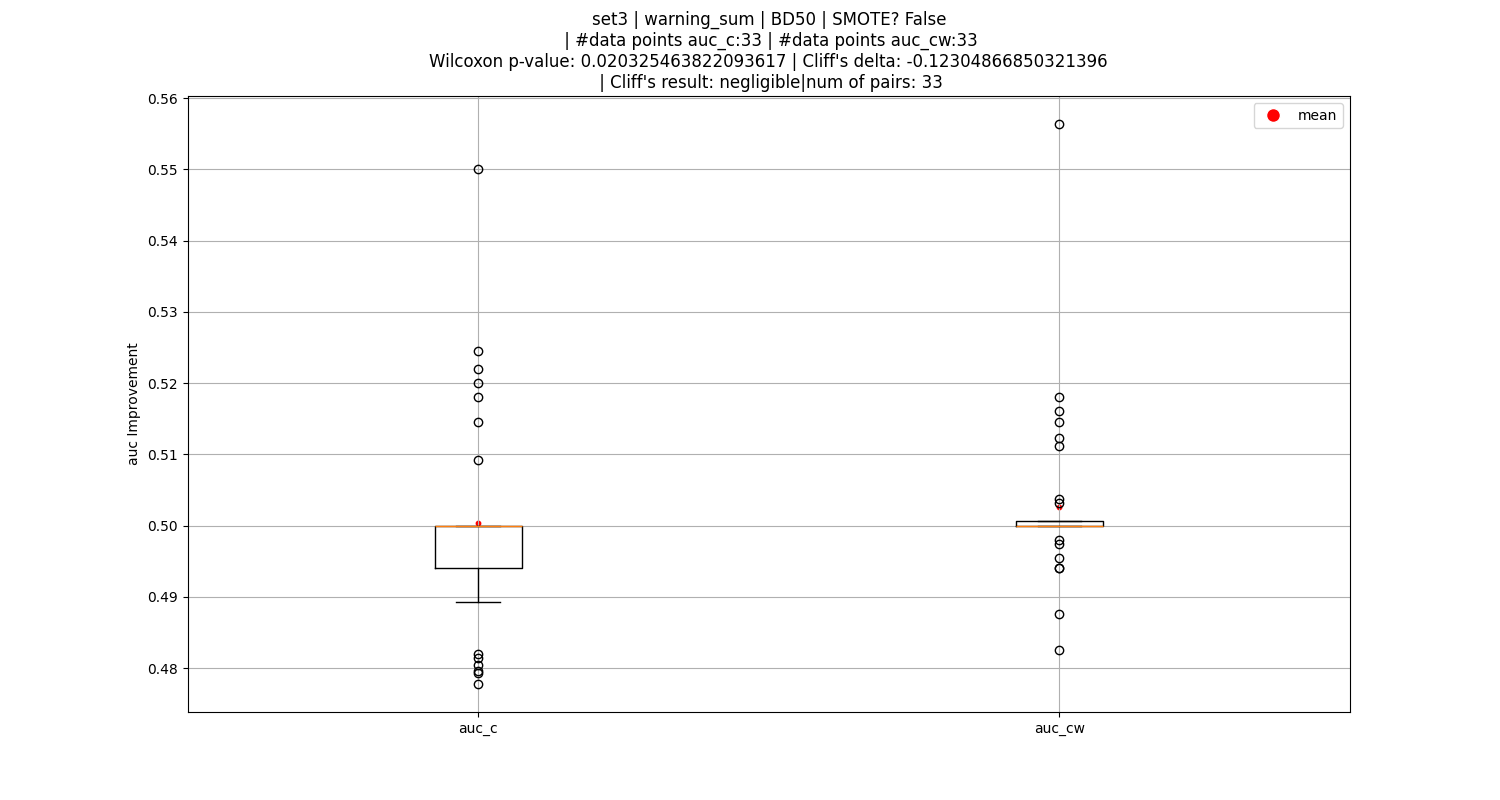 set3 | warning_sum | BD50 | SMOTE? False
| #data points auc_c:33 | #data points auc_cw:33
Wilcoxon p-value: 0.020325463822093617 | Cliff's delta: -0.12304866850321396
| Cliff's result: negligible|num of pairs: 33
mean
0.56
0.55
0.54
0.53
0.52
0.51
0.50
0.49
0.48
auc Improvement
auc_c
auc_cw